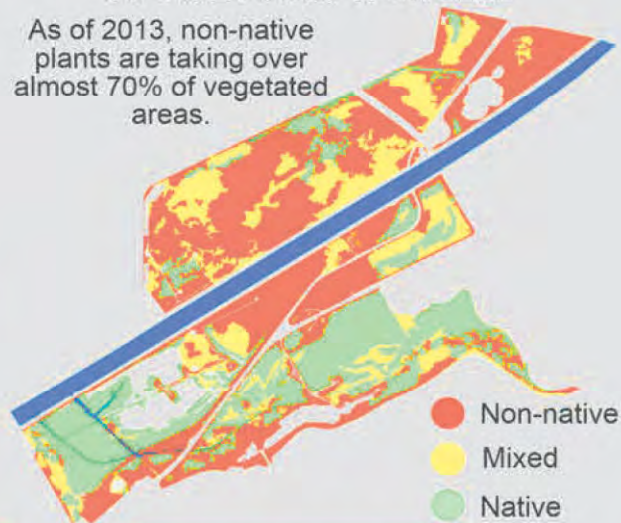 As of 2013, non-native
plants are taking over
almost 70% of vegetated
areas.
Non-native
Mixed
Native